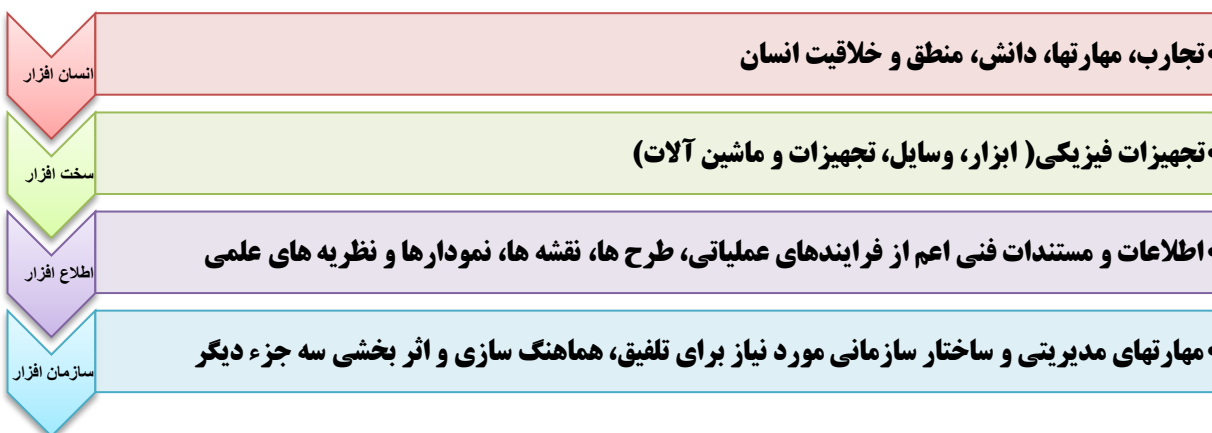 •تجارب، مهارتها، دانش، منطق و خلاقیت انسان
انسان افزار
•تجهیزات فیزیکی( ابزار، وسایل، تجهیزات و ماشین آلات)
سخت افزار
•اطلاعات و مستندات فنی اعم از فرایندهای عملیاتی، طرح ها، نقشه ها، نمودارها و نظریه های علمی
اطلاع افزار
•مهارتهای مدیریتی و ساختار سازمانی مورد نیاز برای تلفیق، هماهنگ سازی و اثر بخشی سه جزء دیگر
سازمان افزار